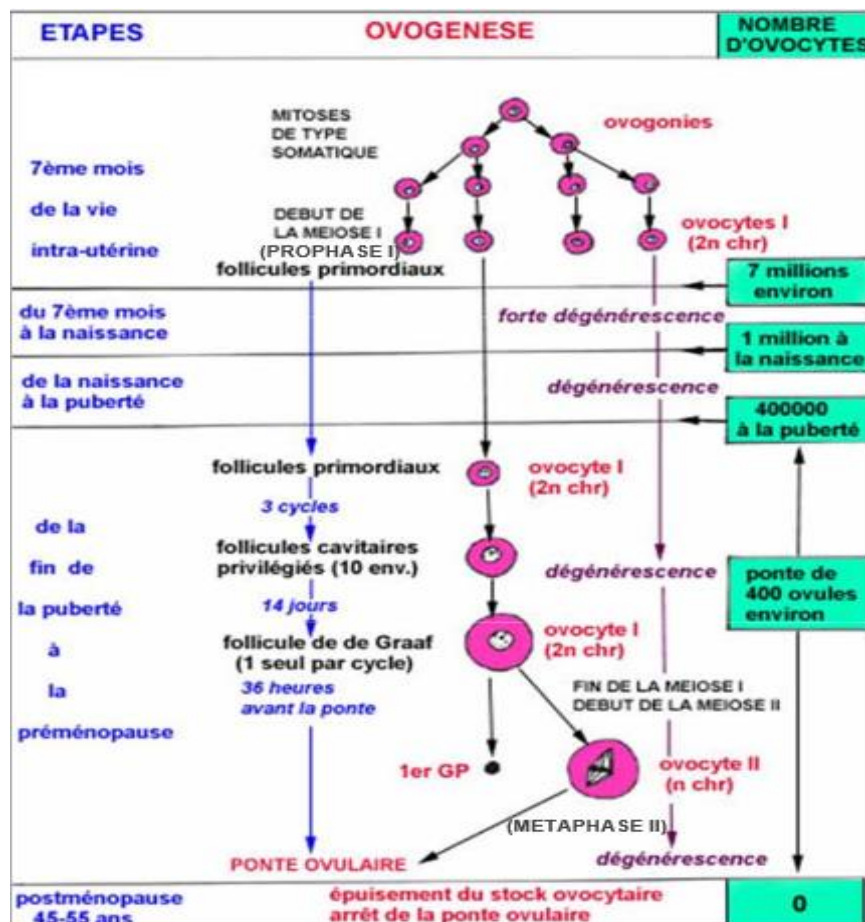 ETAPES
OVOGENESE
NOMBRE
D'OVOCYTES
7ème mois
de la vie
intra-utérine
MITOSES
DE TYPE
SOMATIQUE
ovogonies
DEBUT DE
LA MEIOSE I
(PROPHASE I)
follicules primordiaux
ovocytes I
(2n chr)
7 millions
environ
du 7ème mois
à la naissance
forte dégénérescence
1 million à
la naissance
de la naissance
à la puberté
dégénérescence
400000
à la puberté
de la
fin de
la puberté
à
la
préménopause
follicules primordiaux
3 cycles
follicules cavitaires
privilégiés (10 env.)
14 jours
follicule de de Graaf
(1 seul par cycle)
36 heures
avant la ponte
ovocyte I
(2n chr)
dégénérescence
ovocyte I
(2n chr)
ponte de
400 ovules
environ
FIN DE LA MEIOSE I
DEBUT DE LA MEIOSE II
1er GP
ovocyte II
(n chr)
(METAPHASE II)
PONTE OVULAIRE
dégénérescence
postménopause
45-55 ans
épuisement du stock ovocytaire
arrêt de la ponte ovulaire
0